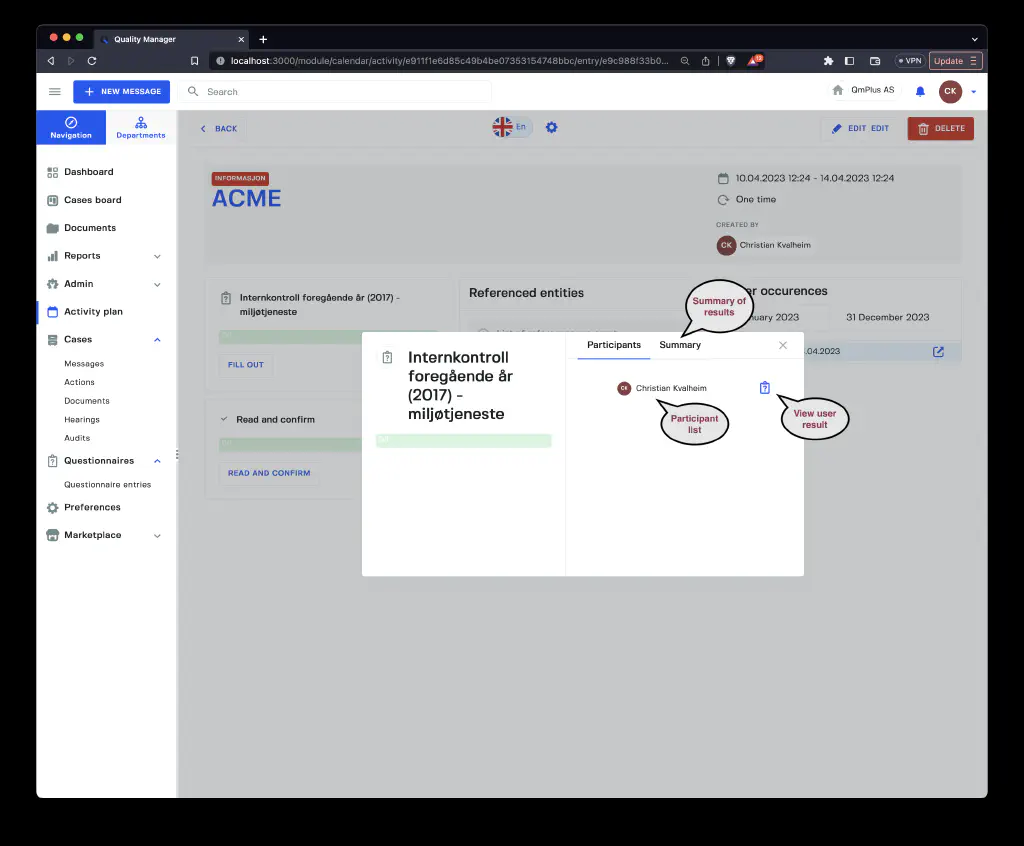 Quality Manager
localhost:3000/module/calendar/activity/e911f1e6d85c49b4be07353154748bbc/entry/e9c988f33b0...
13
VPN
Update
NEW MESSAGE
Search
QmPlus AS
CK
Navigation
Departments
BACK
En
EDIT EDIT
DELETE
Dashboard
Cases board
Documents
Reports
Admin
Activity plan
Cases
Messages
Actions
Documents
Hearings
Audits
Questionnaires
Questionnaire entries
Preferences
Marketplace
INFORMASJON
ACME
10.04.2023 12:24 - 14.04.2023 12:24
One time
CREATED BY
CK Christian Kvalheim
Internkontroll foregående år (2017) -
miljøtjeneste
FILL OUT
Read and confirm
READ AND CONFIRM
Referenced entities
occurences
2023
31 December 2023
.04.2023
Internkontroll
foregående år
(2017) -
miljøtjeneste
Participants
Summary
CK Christian Kvalheim
Summary of
results
Participant
list
View user
result